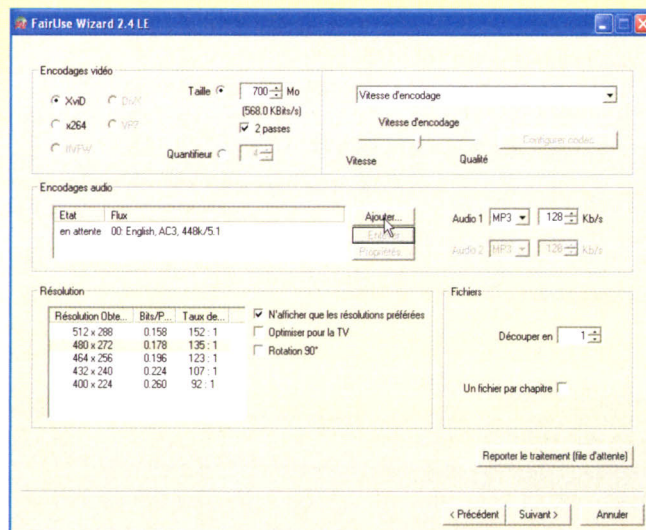 FairUse Wizard 2.4 LE
Encodages vidéo
XviD
DivX
x264
VP7
Taille
700
Mo
(568.0 KBits/s)
2 passes
Quantifieur
4
Vitesse d'encodage
Vitesse d'encodage
Vitesse
Qualité
Configurer codec
Encodages audio
Etat
Flux
en attente
00: English, AC3, 448k/5.1
Ajouter...
Propriétés
Audio 1
MP3
128
Kb/s
Audio 2
MP3
128
Kb/s
Résolution
Résolution Obte...
Bits/P...
Taux de...
512 x 288
0.158
152 : 1
480 x 272
0.178
135 : 1
464 x 256
0.196
123 : 1
432 x 240
0.224
107 : 1
400 x 224
0.260
92 : 1
N'afficher que les résolutions préférées
Optimiser pour la TV
Rotation 90°
Fichiers
Découper en
1
Un fichier par chapitre
Reporter le traitement (file d'attente)
< Précédent
Suivant >
Annuler